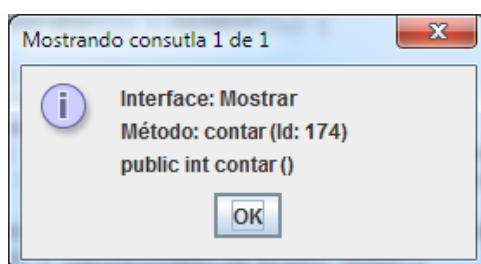 Mostrando consutla 1 de 1
Interface: Mostrar
Método: contar (Id: 174)
public int contar ()
OK